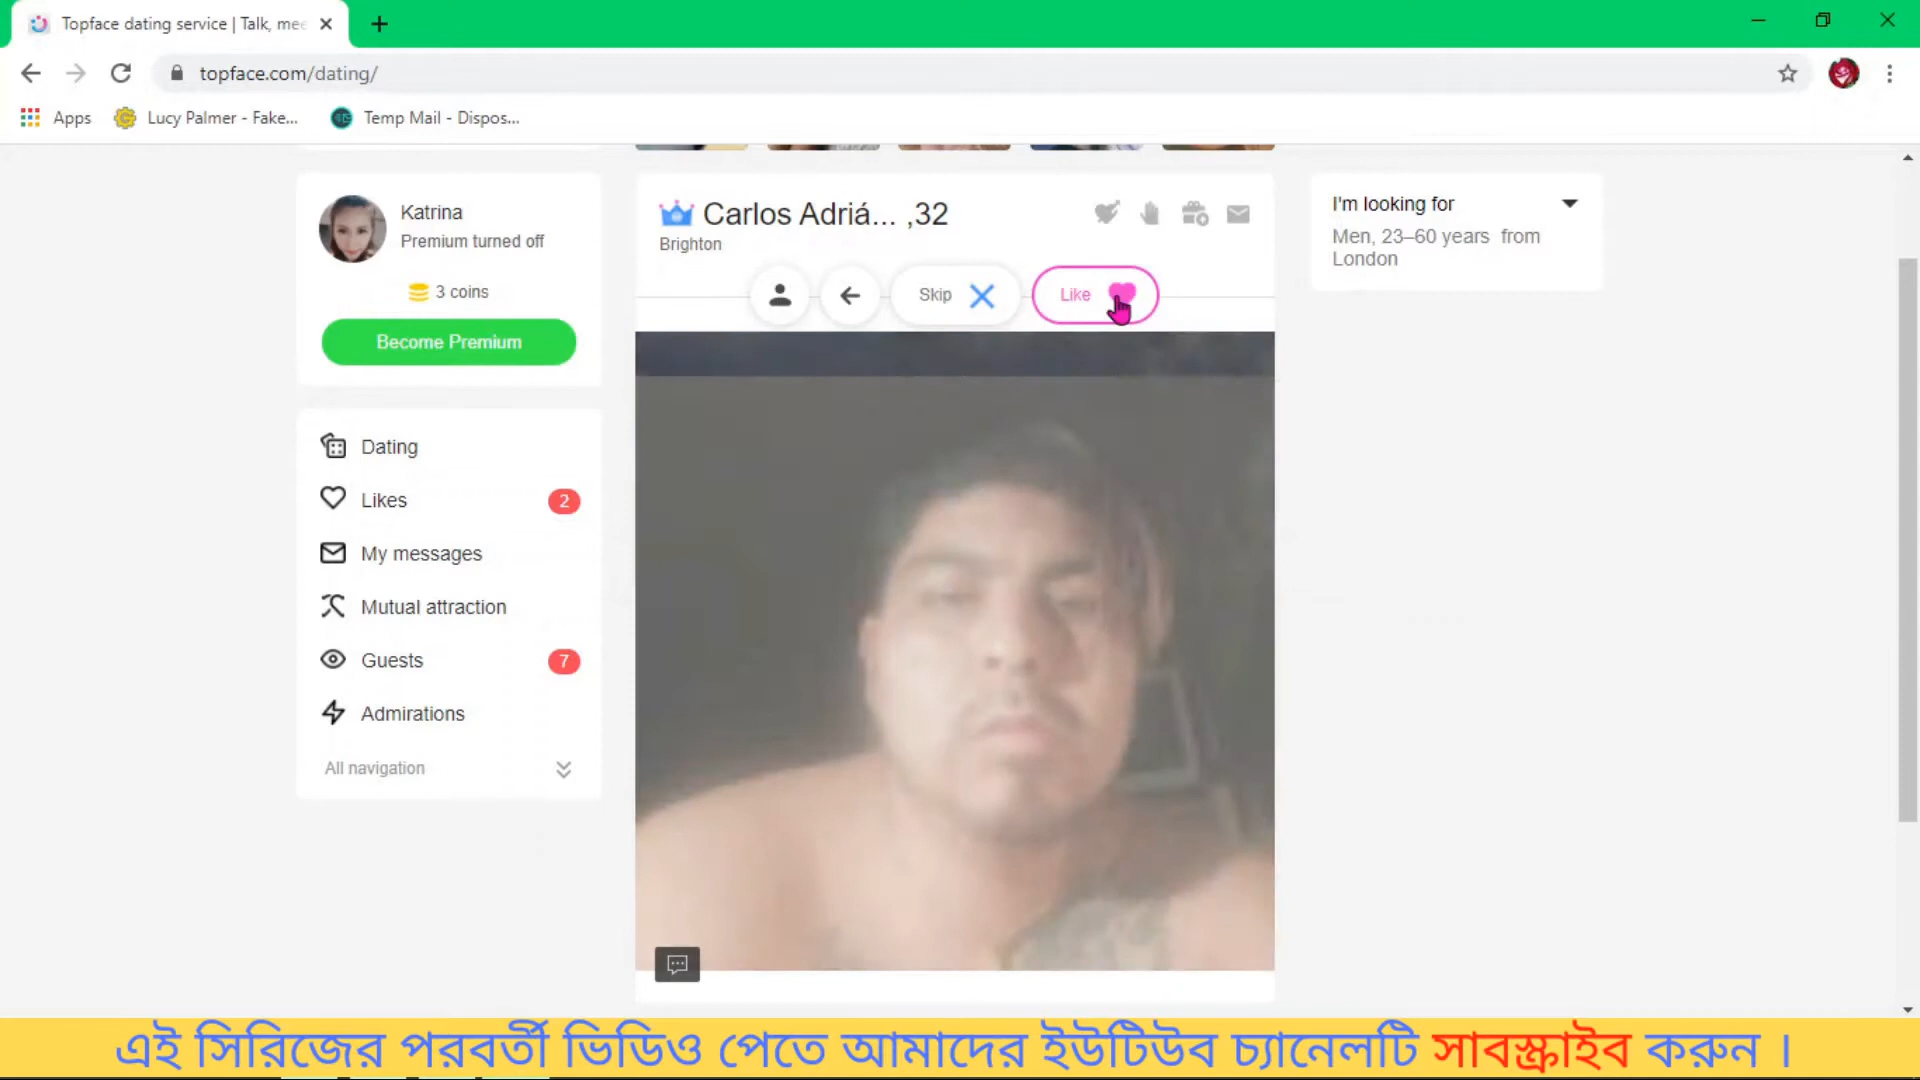 Topface dating service | Talk, mee
topface.com/dating/
Apps
Lucy Palmer - Fake...
Temp Mail - Dispos...
Katrina
Premium turned off
3 coins
Become Premium
Dating
Likes
2
My messages
Mutual attraction
Guests
7
Admirations
All navigation
Carlos Adriá... ,32
Brighton
Skip
Like
I'm looking for
Men, 23–60 years from
London
এই সিরিজের পরবর্তী ভিডিও পেতে আমাদের ইউটিউব চ্যানেলটি সাবস্ক্রাইব করুন ।